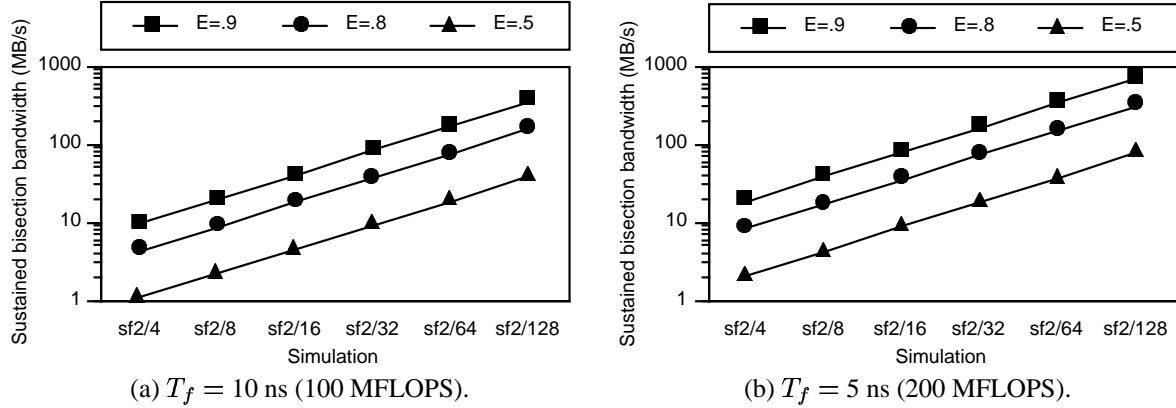 E=.9 E=.8 E=.5
Sustained bisection bandwidth (MB/s)
1000
100
10
1
sf2/4 sf2/8 sf2/16 sf2/32 sf2/64 sf2/128
Simulation
(a) T_f = 10 ns (100 MFLOPS).
E=.9 E=.8 E=.5
Sustained bisection bandwidth (MB/s)
1000
100
10
1
sf2/4 sf2/8 sf2/16 sf2/32 sf2/64 sf2/128
Simulation
(b) T_f = 5 ns (200 MFLOPS).